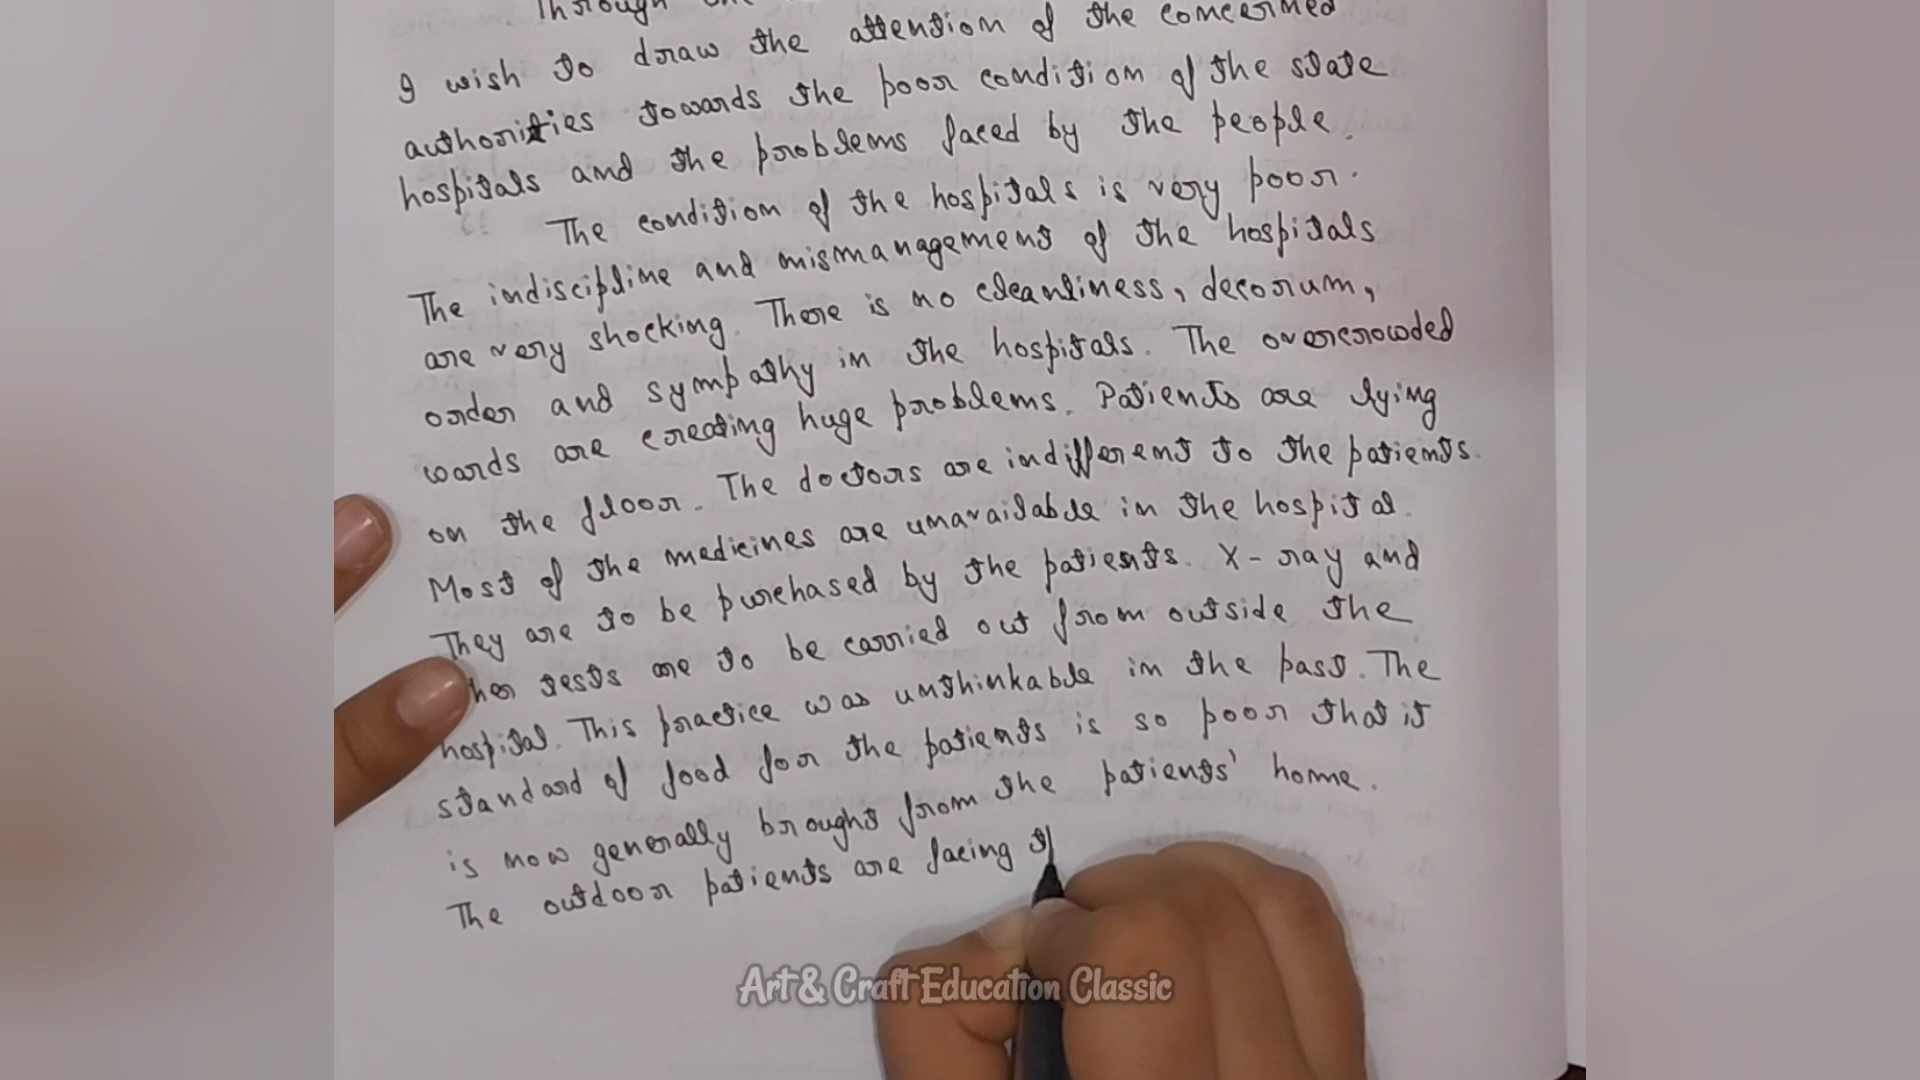 Through
I wish to draw the attention of the concerned
authorities towards the poor condition of the state
hospitals and the problems faced by the people.
The condition of the hospitals is very poor.
The indiscipline and mismanagement of the hospitals
are very shocking. There is no cleanliness, decorum,
order and sympathy in the hospitals. The overcrowded
wards are creating huge problems. Patients are lying
on the floor. The doctors are indifferent to the patients.
Most of the medicines are unavailable in the hospital.
They are to be purchased by the patients. X-ray and
her tests are to be carried out from outside the
hospital. This practice was unthinkable in the past. The
standard of food for the patients is so poor that it
is now generally brought from the patients' home.
The outdoor patients are facing
Art & Craft Education Classic